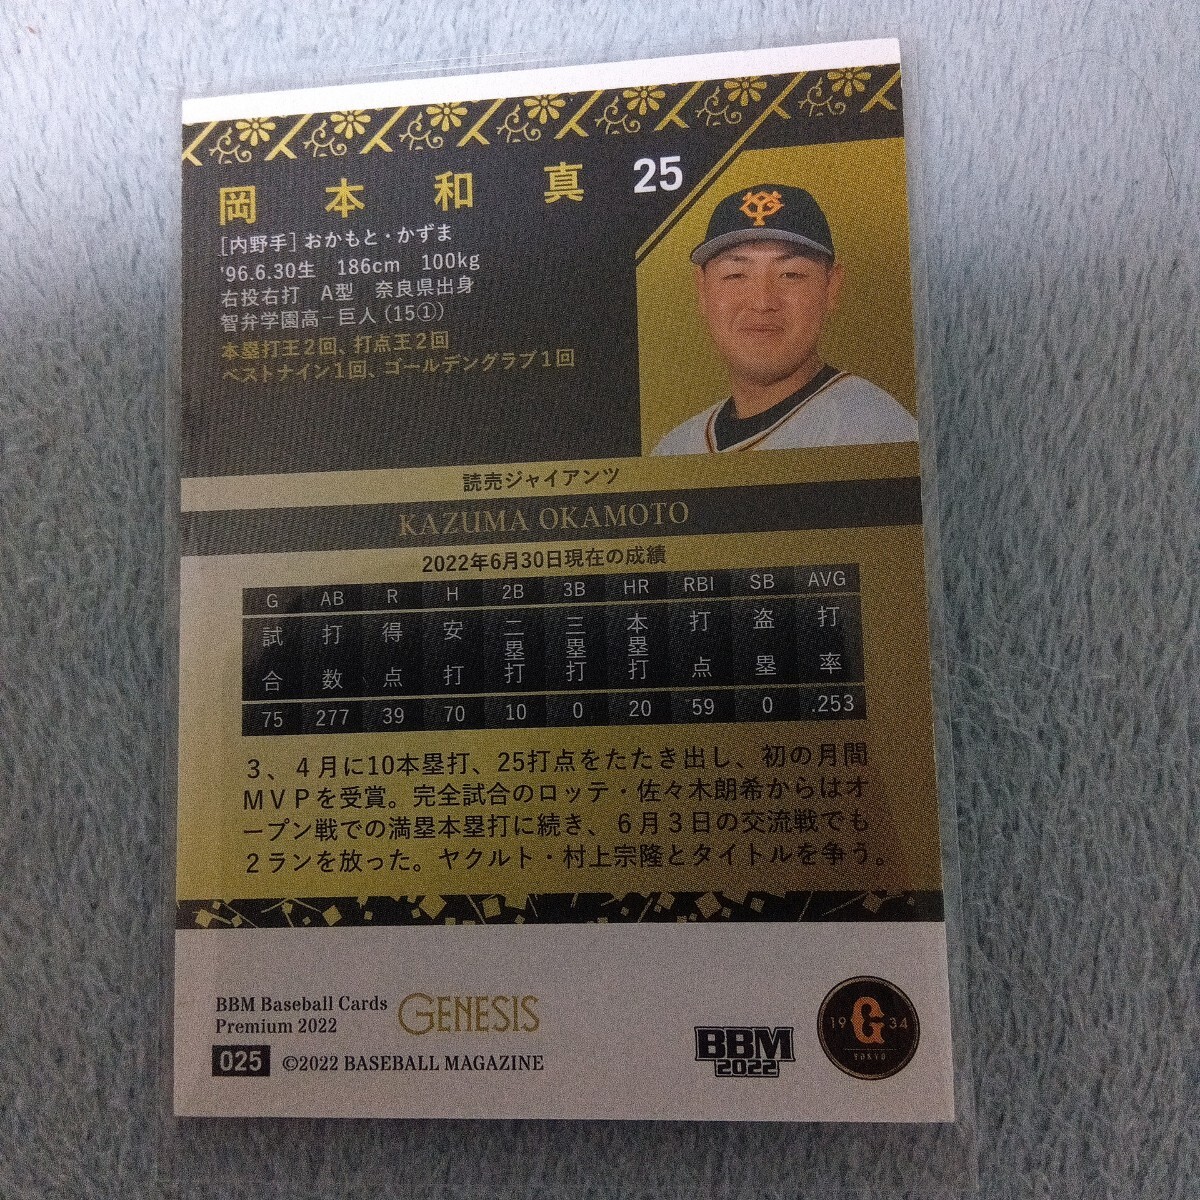 岡本和真 25
[内野手] おかもと・かずま
'96.6.30生 186cm 100kg
右投右打 A型 奈良県出身
智弁学園高－巨人(15①)
本塁打王2回、打点王2回
ベストナイン1回、ゴールデングラブ1回
読売ジャイアンツ
KAZUMA OKAMOTO
2022年6月30日現在の成績
G AB R H 2B 3B HR RBI SB AVG
試合 打数 得点 安打 二塁打 三塁打 本塁打 打点 盗塁 打率
75 277 39 70 10 0 20 59 0 .253
３、４月に10本塁打、25打点をたたき出し、初の月間
ＭＶＰを受賞。完全試合のロッテ・佐々木朗希からはオ
ープン戦での満塁本塁打に続き、６月３日の交流戦でも
２ランを放った。ヤクルト・村上宗隆とタイトルを争う。
BBM Baseball Cards
Premium 2022
GENESIS
025 ©2022 BASEBALL MAGAZINE
BBM
2022
19 G 34
TOKYO